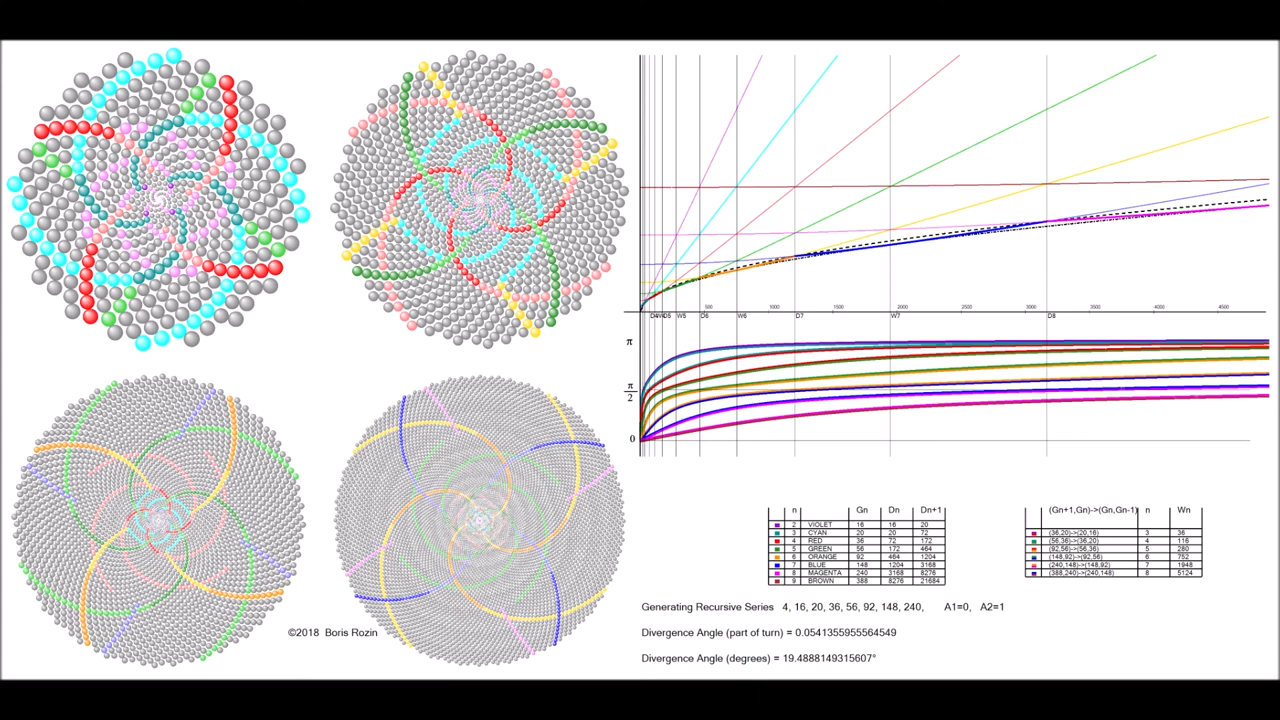 500 1000 1500 2000 2500 3000 3500 4000 4500
D5 W5 D6 W6 D7 W7 D8
π
π
2
0
n Gn Dn Dn+1
2 VIOLET 16 16 20
3 CYAN 20 20 72
4 RED 36 72 172
5 GREEN 56 172 464
6 ORANGE 92 464 1204
7 BLUE 148 1204 3168
8 MAGENTA 240 3168 8276
9 BROWN 388 8276 21684
(Gn+1,Gn)->(Gn,Gn-1) n Wn
(36,20)->(20,16) 3 36
(56,36)->(36,20) 4 116
(92,56)->(56,36) 5 280
(148,92)->(92,56) 6 752
(240,148)->(148,92) 7 1948
(388,240)->(240,148) 8 5124
Generating Recursive Series 4, 16, 20, 36, 56, 92, 148, 240, A1=0, A2=1
©2018 Boris Rozin
Divergence Angle (part of turn) = 0.0541355955564549
Divergence Angle (degrees) = 19.4888149315607°